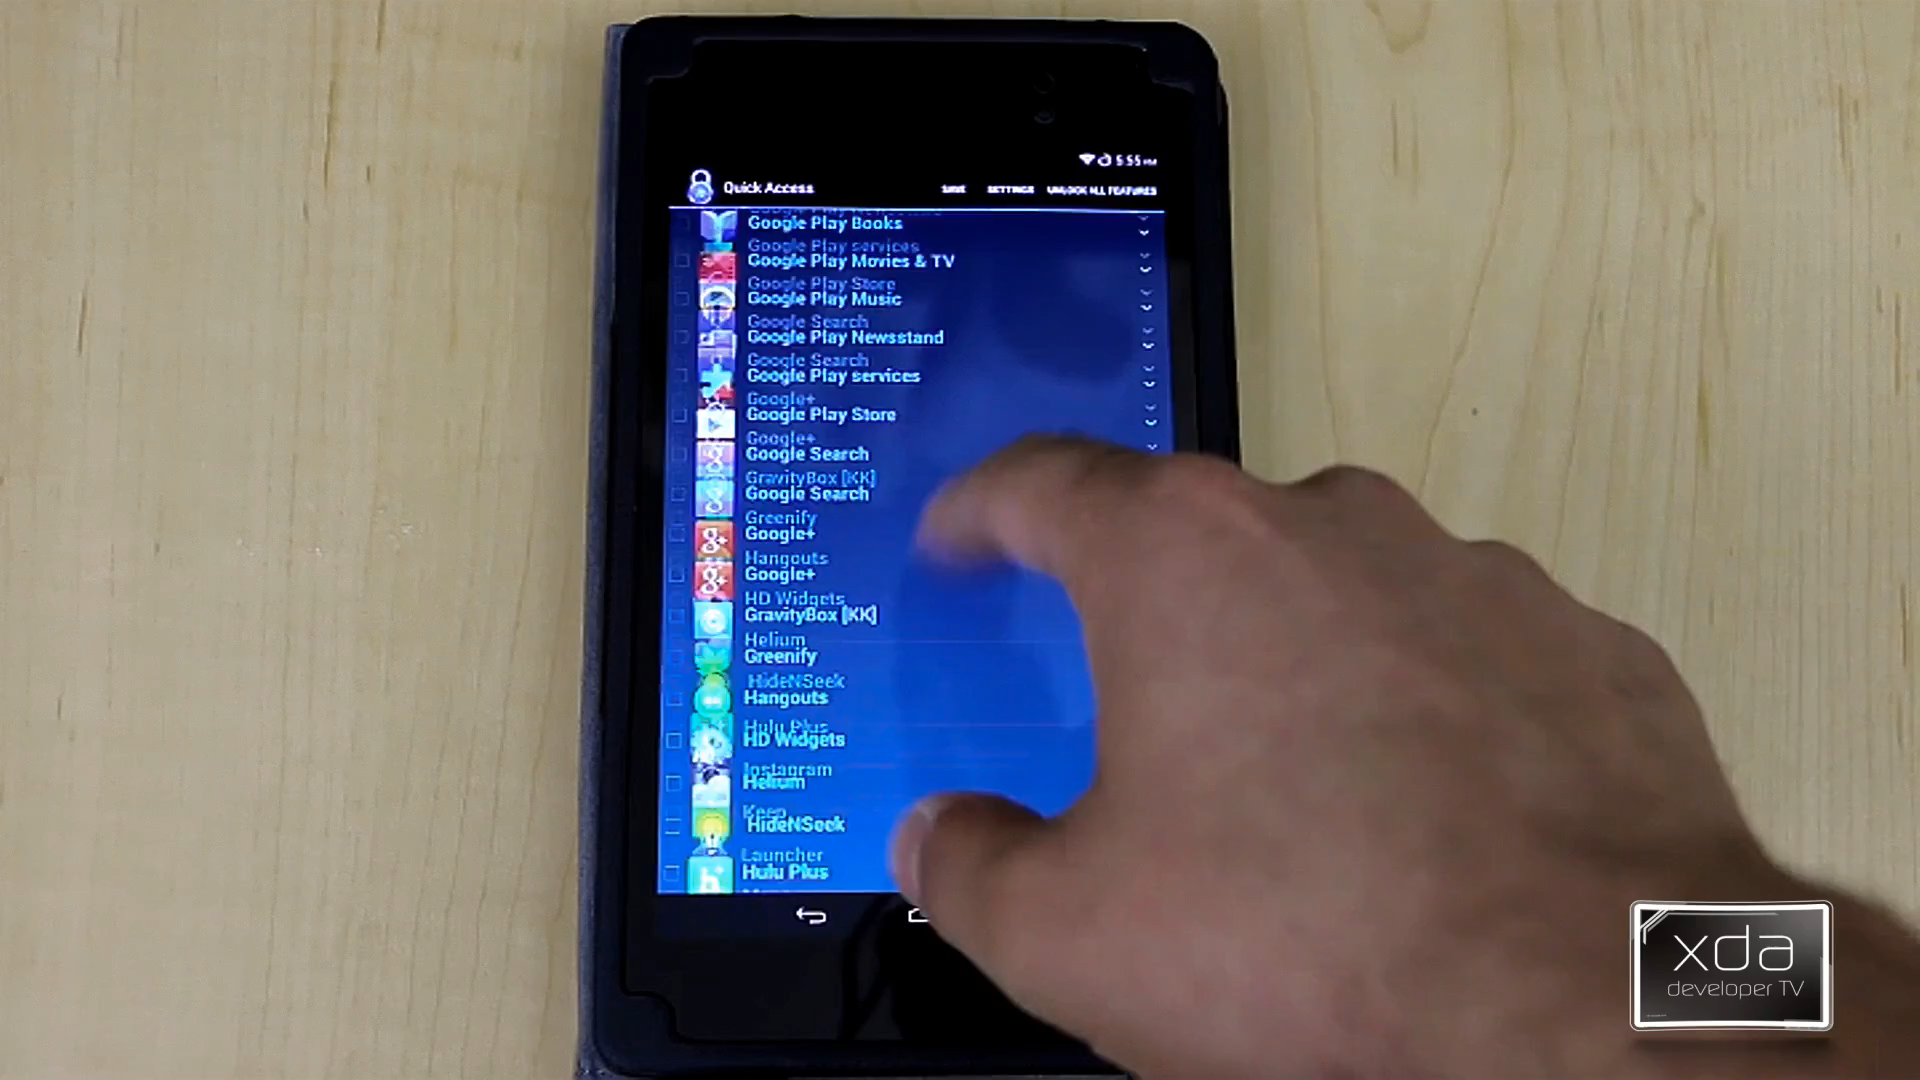 5:55 PM
Quick Access SAVE SETTINGS UNLOCK ALL FEATURES
Google Play Books
Google Play services
Google Play Movies & TV
Google Play Store
Google Play Music
Google Search
Google Play Newsstand
Google Search
Google Play services
Google+
Google Play Store
Google+
Google Search
GravityBox [KK]
Google Search
Greenify
Google+
Hangouts
Google+
HD Widgets
GravityBox [KK]
Helium
Greenify
HideNSeek
Hangouts
Hulu Plus
HD Widgets
Instagram
Helium
Keep
HideNSeek
Launcher
Hulu Plus
xda
developer TV